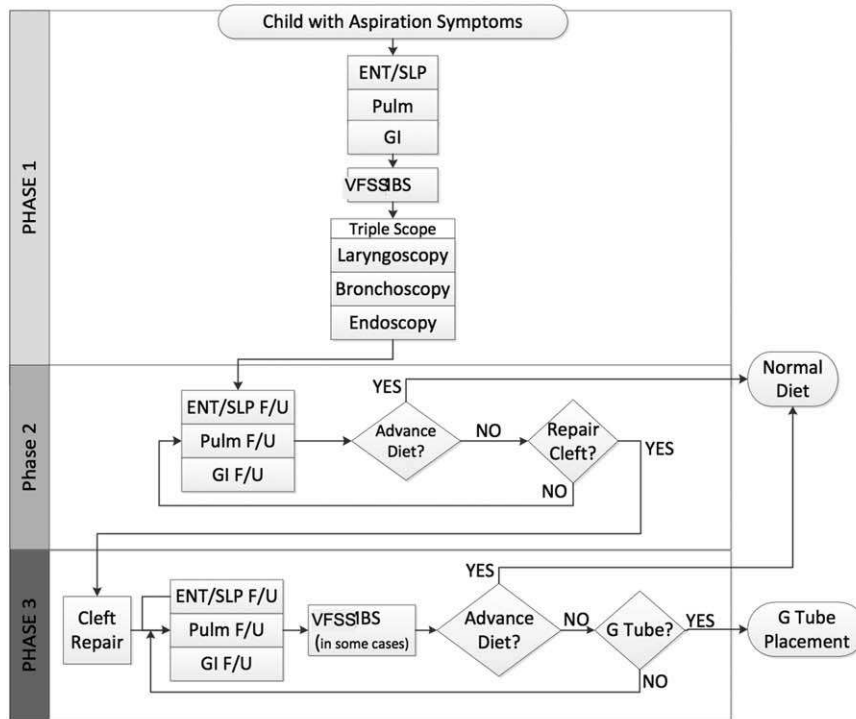 Child with Aspiration Symptoms
ENT/SLP
Pulm
GI
VFSS
Triple Scope
Laryngoscopy
Bronchoscopy
Endoscopy
PHASE 1
Normal
Diet
YES
ENT/SLP F/U
Pulm F/U
GI F/U
Advance
Diet?
NO
Repair
Cleft?
YES
NO
Phase 2
YES
Cleft
Repair
ENT/SLP F/U
Pulm F/U
GI F/U
VFSS
(in some cases)
Advance
Diet?
NO
G Tube?
YES
NO
G Tube
Placement
PHASE 3